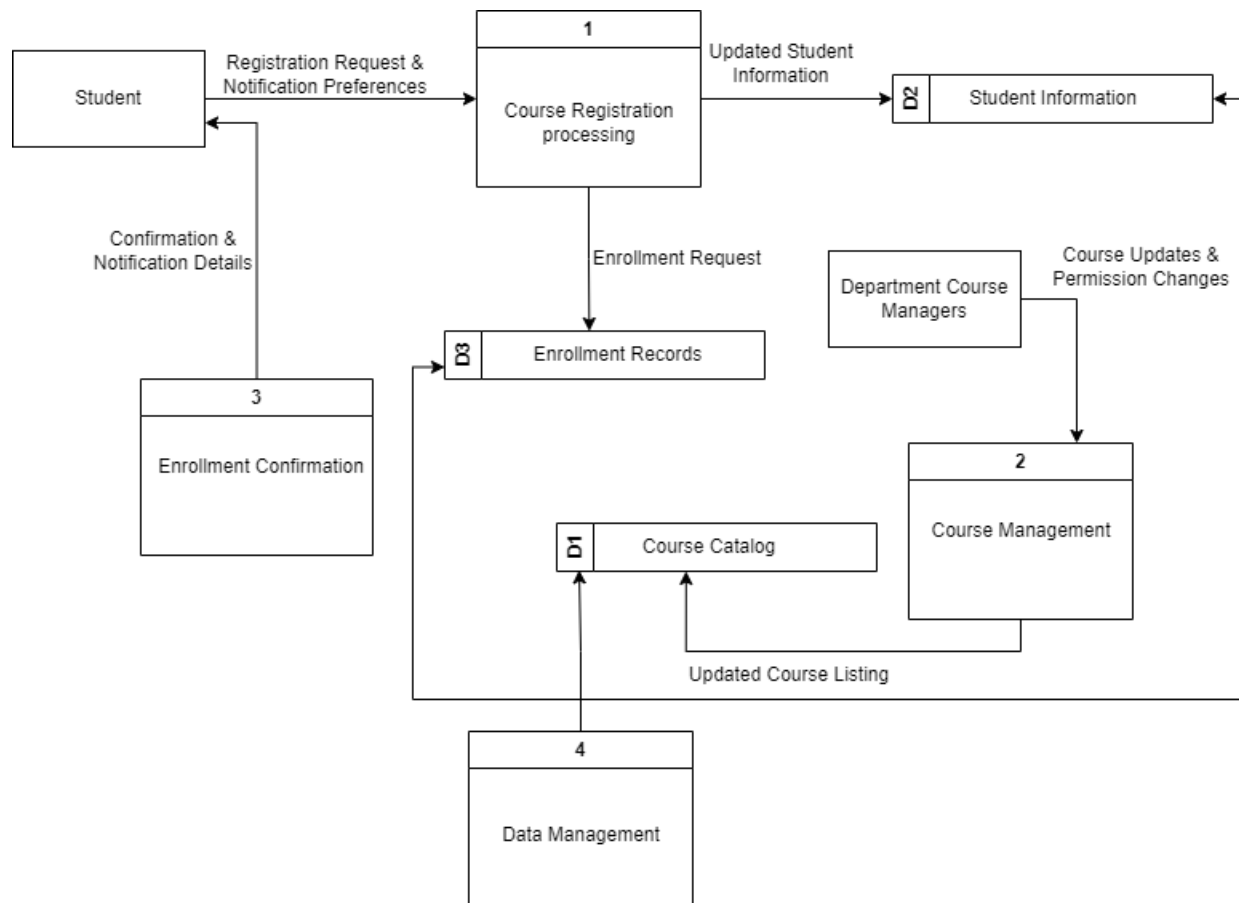 1
Student
Registration Request &
Notification Preferences
Course Registration
processing
Updated Student
Information
D2
Student Information
Confirmation &
Notification Details
Enrollment Request
Department Course
Managers
Course Updates &
Permission Changes
D3
Enrollment Records
3
Enrollment Confirmation
2
Course Management
D1
Course Catalog
Updated Course Listing
4
Data Management